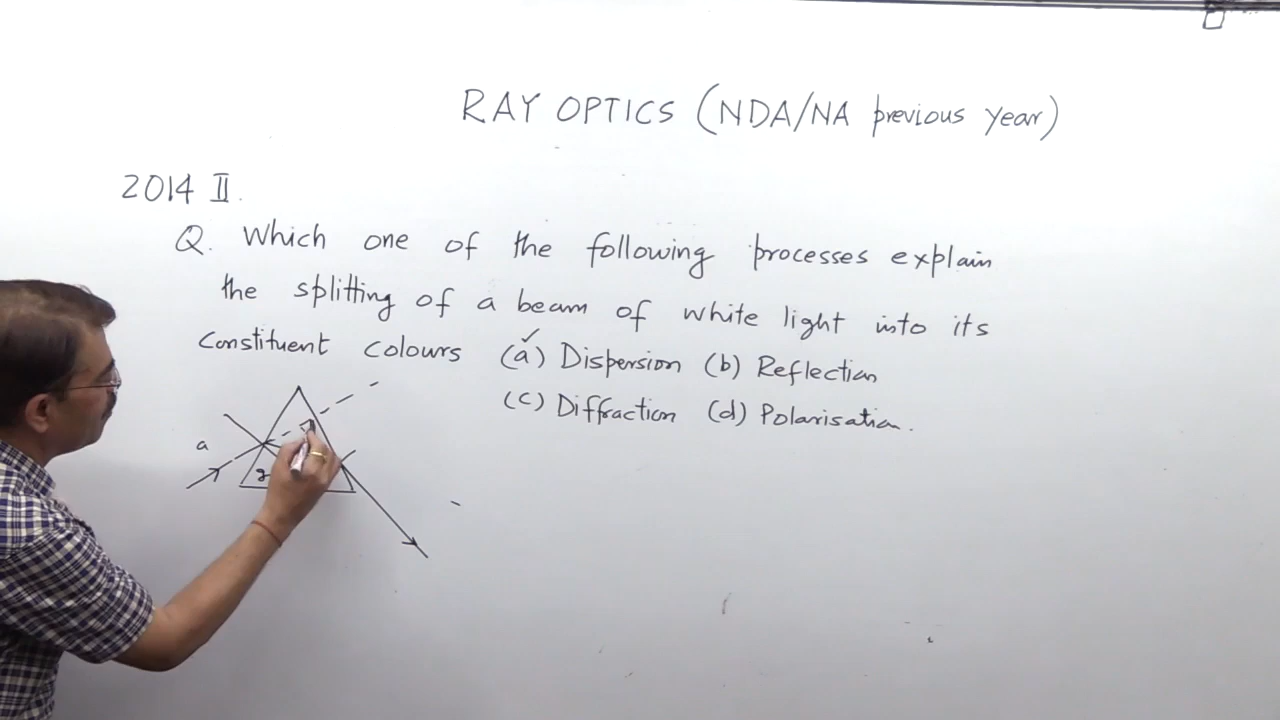 RAY OPTICS (NDA/NA previous year)
2014 II.
Q. Which one of the following processes explain
the splitting of a beam of white light into its
constituent colours (a) Dispersion (b) Reflection
(c) Diffraction (d) Polarisation.
a
g